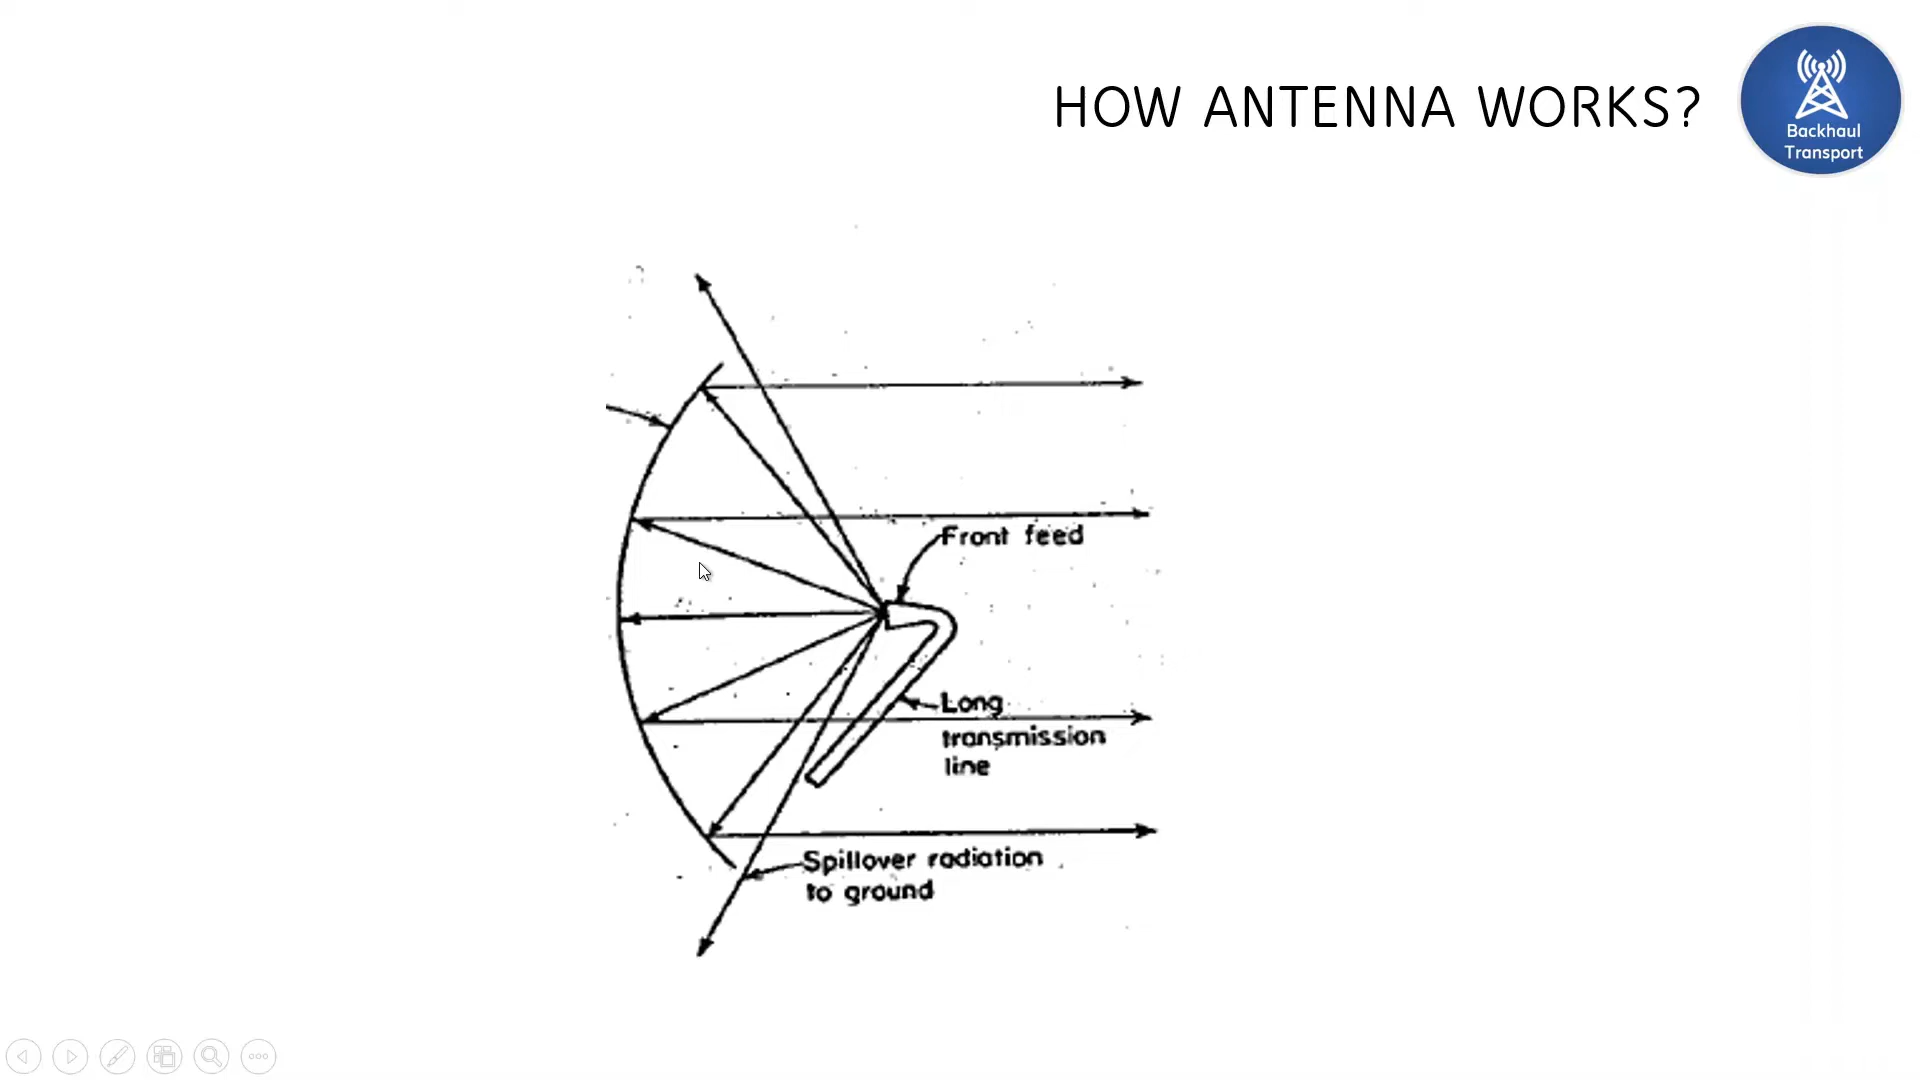 HOW ANTENNA WORKS?
Backhaul
Transport
Front feed
Long
transmission
line
Spillover radiation
to ground